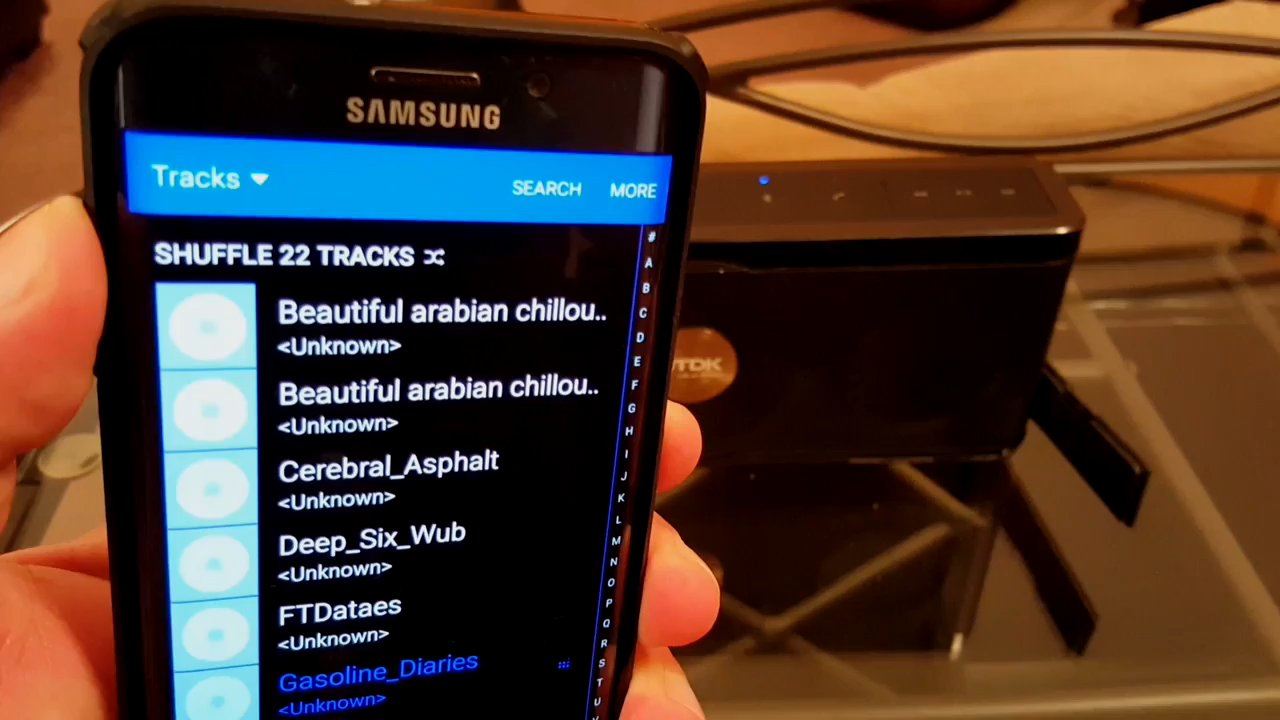 SAMSUNG
Tracks
SEARCH MORE
SHUFFLE 22 TRACKS
Beautiful arabian chillou..
<Unknown>
Beautiful arabian chillou..
<Unknown>
Cerebral_Asphalt
<Unknown>
Deep_Six_Wub
<Unknown>
FTDataes
<Unknown>
Gasoline_Diaries
<Unknown>
#
A
B
C
D
E
F
G
H
I
J
K
L
M
N
O
P
Q
R
S
T
U
V
TDK